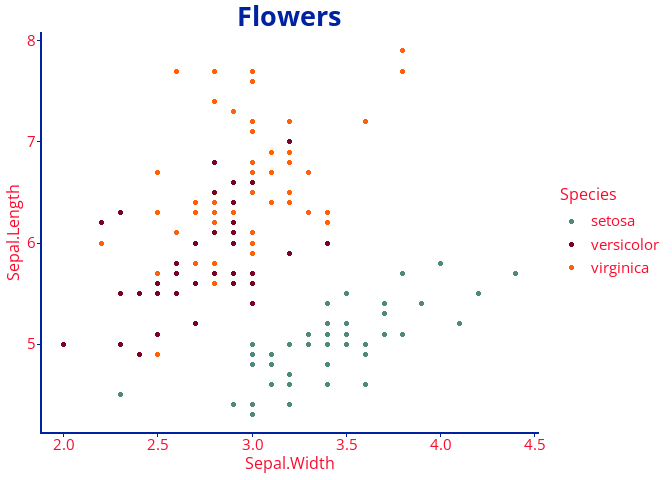 Flowers
8
7
6
5
Sepal.Length
2.0 2.5 3.0 3.5 4.0 4.5
Sepal.Width
Species
setosa
versicolor
virginica